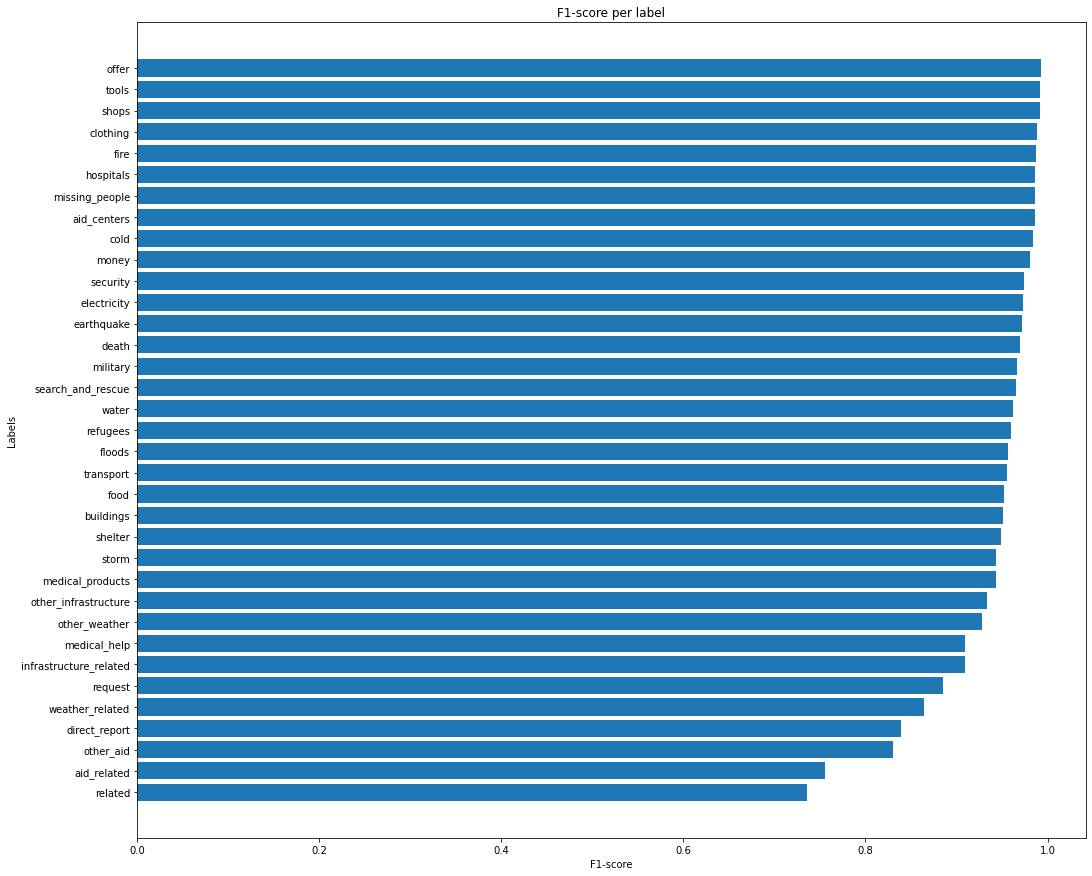 F1-score per label
offer
tools
shops
clothing
fire
hospitals
missing_people
aid_centers
cold
money
security
electricity
earthquake
death
military
search_and_rescue
water
refugees
floods
transport
food
buildings
shelter
storm
medical_products
other_infrastructure
other_weather
medical_help
infrastructure_related
request
weather_related
direct_report
other_aid
aid_related
related
Labels
0.0 0.2 0.4 0.6 0.8 1.0
F1-score